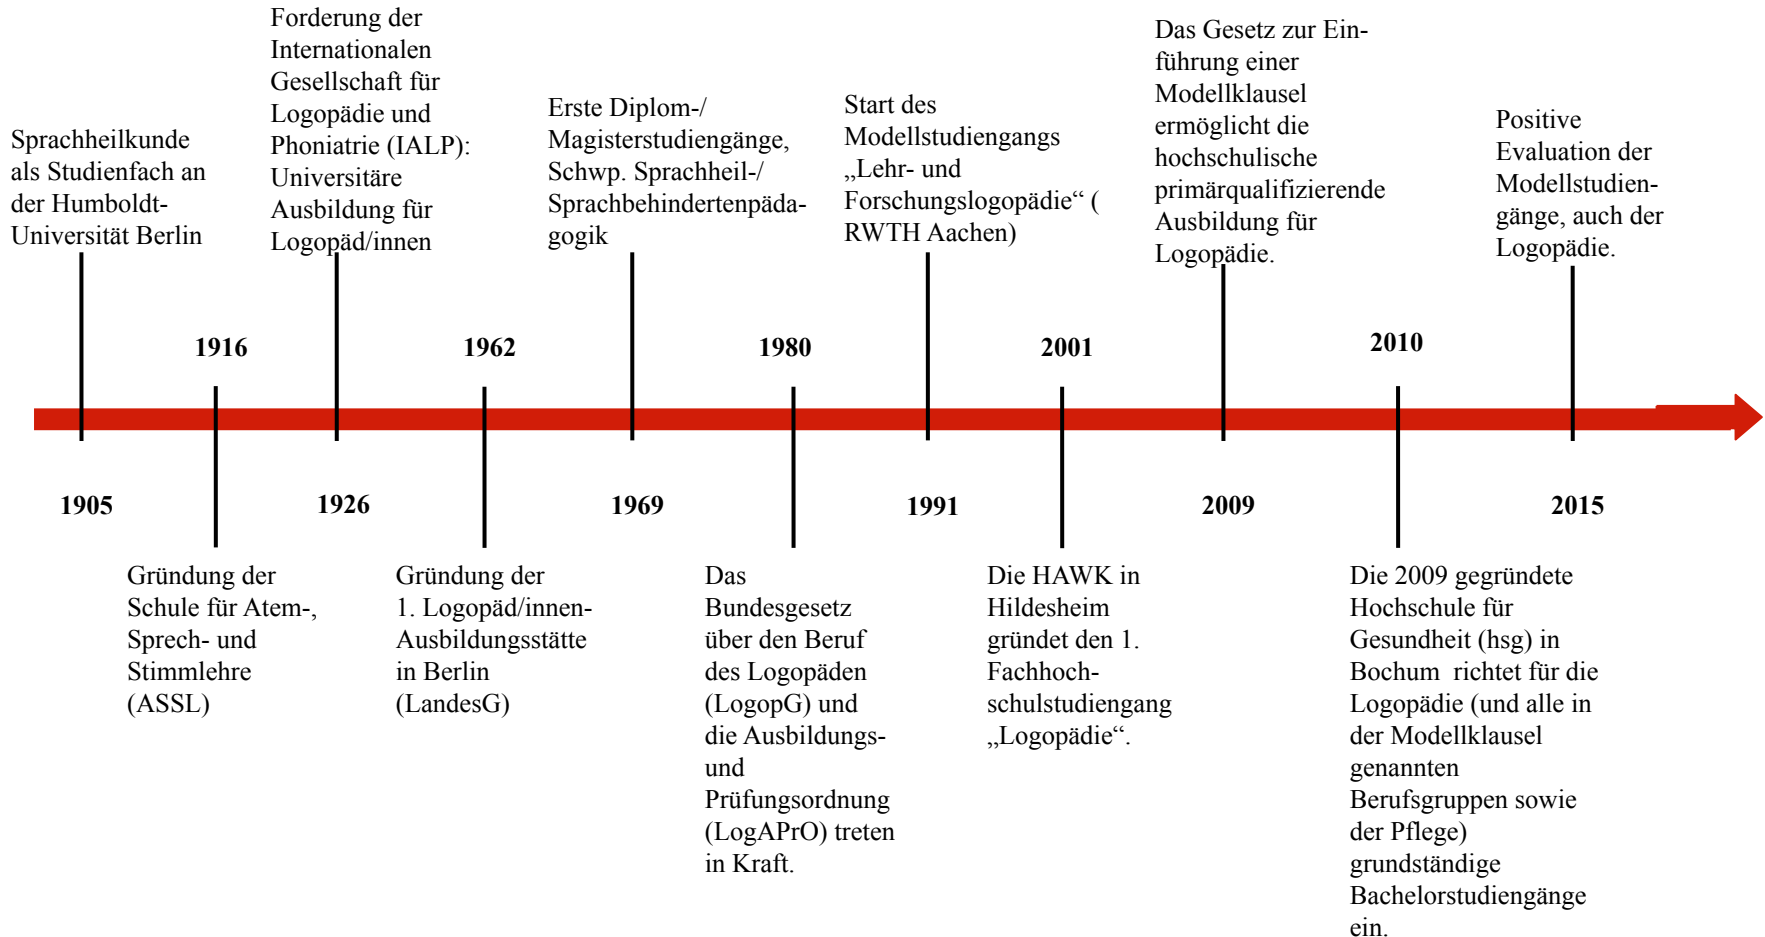 Sprachheilkunde
als Studienfach an
der Humboldt-
Universität Berlin
1905
1916
Gründung der
Schule für Atem-,
Sprech- und
Stimmlehre
(ASSL)
Forderung der
Internationalen
Gesellschaft für
Logopädie und
Phoniatrie (IALP):
Universitäre
Ausbildung für
Logopäd/innen
1926
1962
Gründung der
1. Logopäd/innen-
Ausbildungsstätte
in Berlin
(LandesG)
Erste Diplom-/
Magisterstudiengänge,
Schwp. Sprachheil-/
Sprachbehindertenpäda-
gogik
1969
1980
Das
Bundesgesetz
über den Beruf
des Logopäden
(LogopG) und
die Ausbildungs-
und
Prüfungsordnung
(LogAPrO) treten
in Kraft.
Start des
Modellstudiengangs
„Lehr- und
Forschungslogopädie“ (
RWTH Aachen)
1991
2001
Die HAWK in
Hildesheim
gründet den 1.
Fachhoch-
schulstudiengang
„Logopädie“.
Das Gesetz zur Ein-
führung einer
Modellklausel
ermöglicht die
hochschulische
primärqualifizierende
Ausbildung für
Logopädie.
2009
2010
Die 2009 gegründete
Hochschule für
Gesundheit (hsg) in
Bochum  richtet für die
Logopädie (und alle in
der Modellklausel
genannten
Berufsgruppen sowie
der Pflege)
grundständige
Bachelorstudiengänge
ein.
Positive
Evaluation der
Modellstudien-
gänge, auch der
Logopädie.
2015